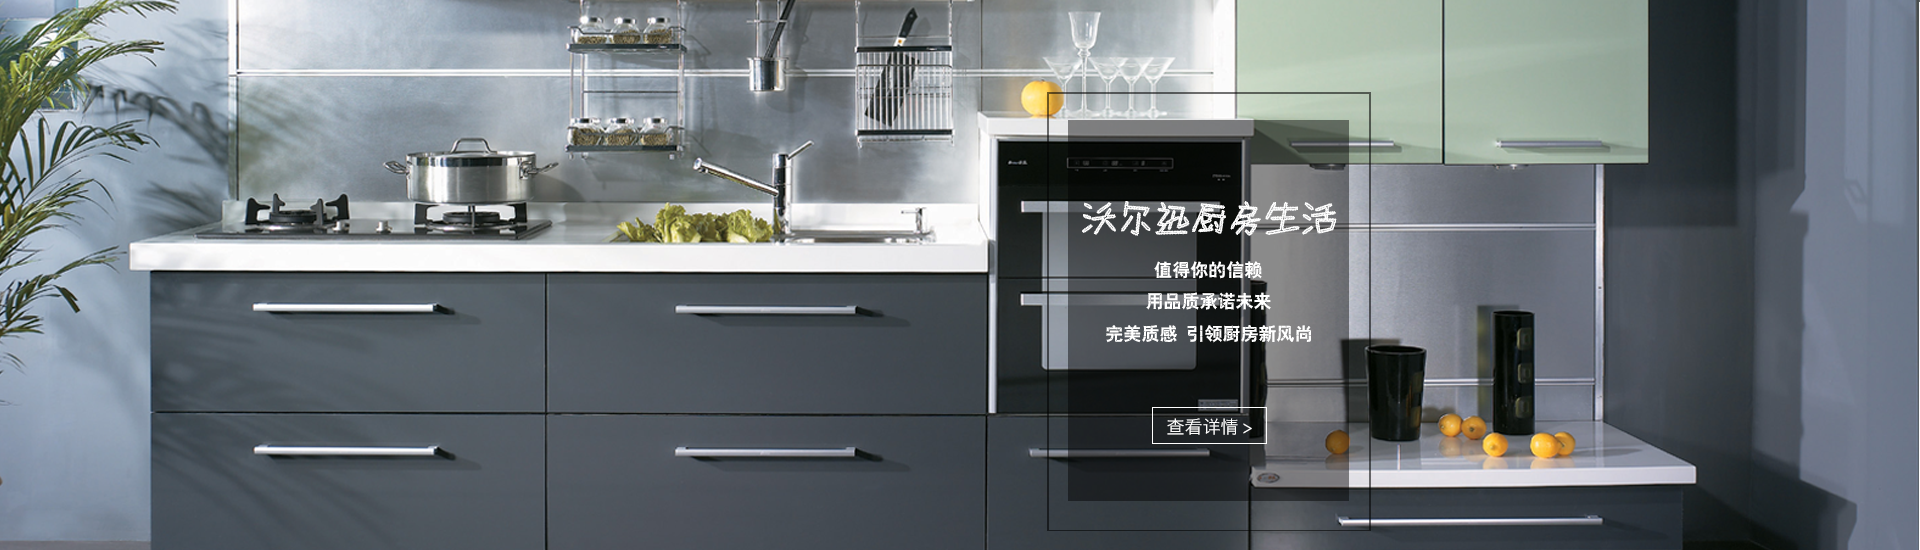 沃尔迅厨房生活
值得你的信赖
用品质承诺未来
完美质感 引领厨房新风尚
查看详情 >